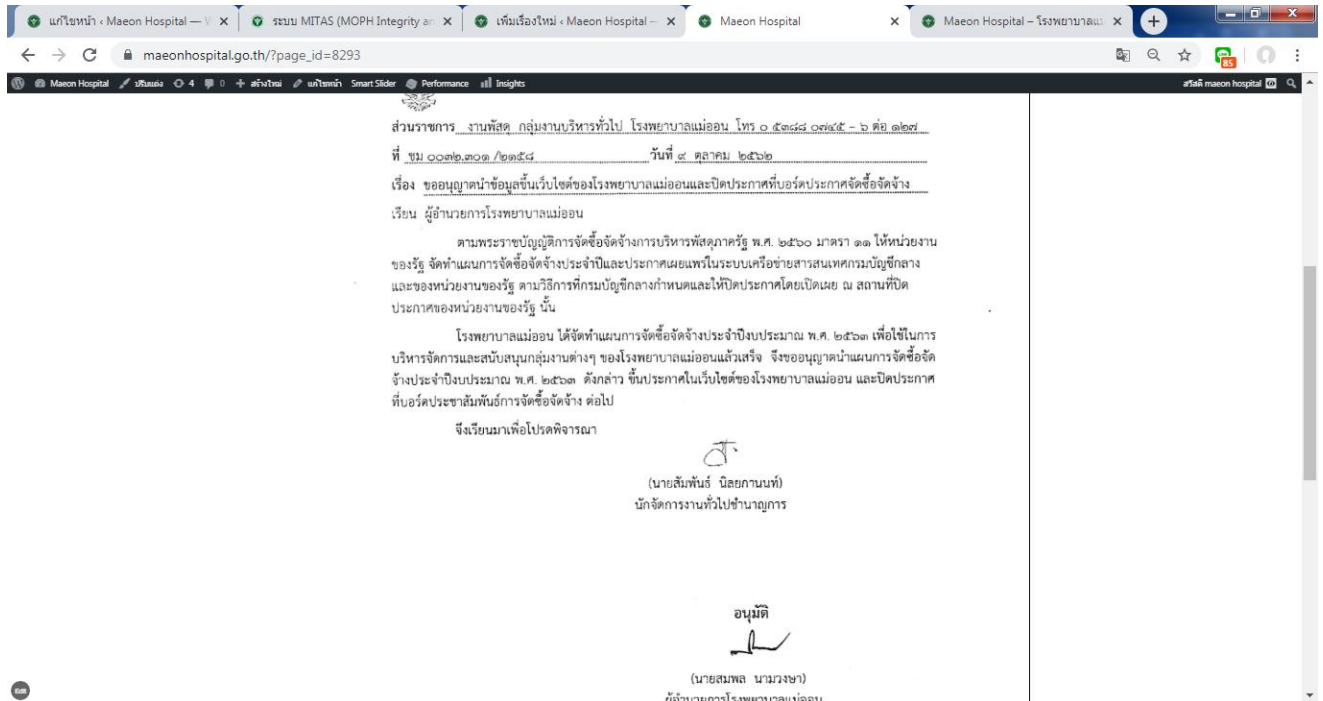 แก้ไขหน้า ‹ Maeon Hospital — W
ระบบ MITAS (MOPH Integrity an
เพิ่มเรื่องใหม่ ‹ Maeon Hospital —
Maeon Hospital
Maeon Hospital – โรงพยาบาลแม
maeonhospital.go.th/?page_id=8293
85
Maeon Hospital ปรับแต่ง 4 0 + สร้างใหม่ แก้ไขหน้า Smart Slider Performance Insights สวัสดี maeon hospital
ส่วนราชการ งานพัสดุ กลุ่มงานบริหารทั่วไป โรงพยาบาลแม่ออน โทร ๐ ๕๓๘๘ ๐๗๔๕ – ๖ ต่อ ๑๒๗
ที่ ชม ๐๐๓๒.๓๐๑ /๒๑๕๘ วันที่ ๙ ตุลาคม ๒๕๖๒
เรื่อง ขออนุญาตนำข้อมูลขึ้นเว็บไซต์ของโรงพยาบาลแม่ออนและปิดประกาศที่บอร์ดประกาศจัดซื้อจัดจ้าง
เรียน ผู้อำนวยการโรงพยาบาลแม่ออน
ตามพระราชบัญญัติการจัดซื้อจัดจ้างการบริหารพัสดุภาครัฐ พ.ศ. ๒๕๖๐ มาตรา ๑๑ ให้หน่วยงาน
ของรัฐ จัดทำแผนการจัดซื้อจัดจ้างประจำปีและประกาศเผยแพร่ในระบบเครือข่ายสารสนเทศกรมบัญชีกลาง
และของหน่วยงานของรัฐ ตามวิธีการที่กรมบัญชีกลางกำหนดและให้ปิดประกาศโดยเปิดเผย ณ สถานที่ปิด
ประกาศของหน่วยงานของรัฐ นั้น
โรงพยาบาลแม่ออน ได้จัดทำแผนการจัดซื้อจัดจ้างประจำปีงบประมาณ พ.ศ. ๒๕๖๓ เพื่อใช้ในการ
บริหารจัดการและสนับสนุนกลุ่มงานต่างๆ ของโรงพยาบาลแม่ออนแล้วเสร็จ จึงขออนุญาตนำแผนการจัดซื้อจัด
จ้างประจำปีงบประมาณ พ.ศ. ๒๕๖๓ ดังกล่าว ขึ้นประกาศในเว็บไซต์ของโรงพยาบาลแม่ออน และปิดประกาศ
ที่บอร์ดประชาสัมพันธ์การจัดซื้อจัดจ้าง ต่อไป
จึงเรียนมาเพื่อโปรดพิจารณา
(นายสัมพันธ์ นิลยกานนท์)
นักจัดการงานทั่วไปชำนาญการ
อนุมัติ
(นายสมพล นามวงษา)
ผู้อำนวยการโรงพยาบาลแม่ออน